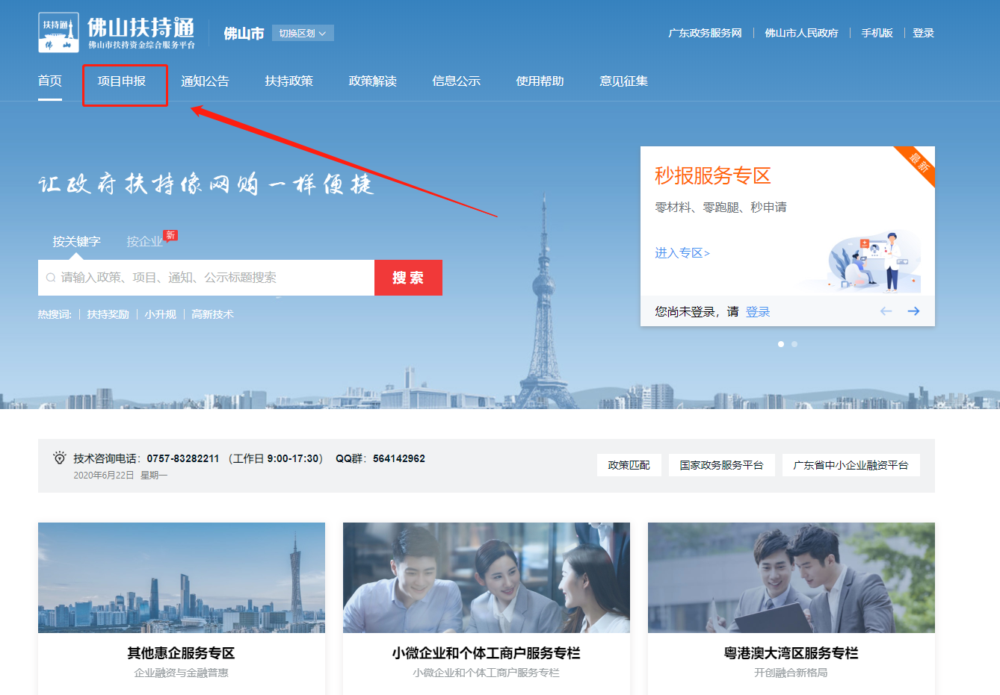 扶持通
佛山
佛山扶持通
佛山市扶持资金综合服务平台
佛山市 切换区划
广东政务服务网 | 佛山市人民政府 | 手机版 | 登录
首页 项目申报 通知公告 扶持政策 政策解读 信息公示 使用帮助 意见征集
让政府扶持像网购一样便捷
按关键字 按企业 新
请输入政策、项目、通知、公示标题搜索 搜 索
热搜词: | 扶持奖励 | 小升规 | 高新技术
最新
秒报服务专区
零材料、零跑腿、秒申请
进入专区>
您尚未登录，请 登录
技术咨询电话：0757-83282211 （工作日 9:00-17:30） QQ群：564142962
2020年6月22日 星期一
政策匹配 国家政务服务平台 广东省中小企业融资平台
其他惠企服务专区
企业融资与金融普惠
小微企业和个体工商户服务专栏
小微企业和个体工商户服务专栏
粤港澳大湾区服务专栏
开创融合新格局